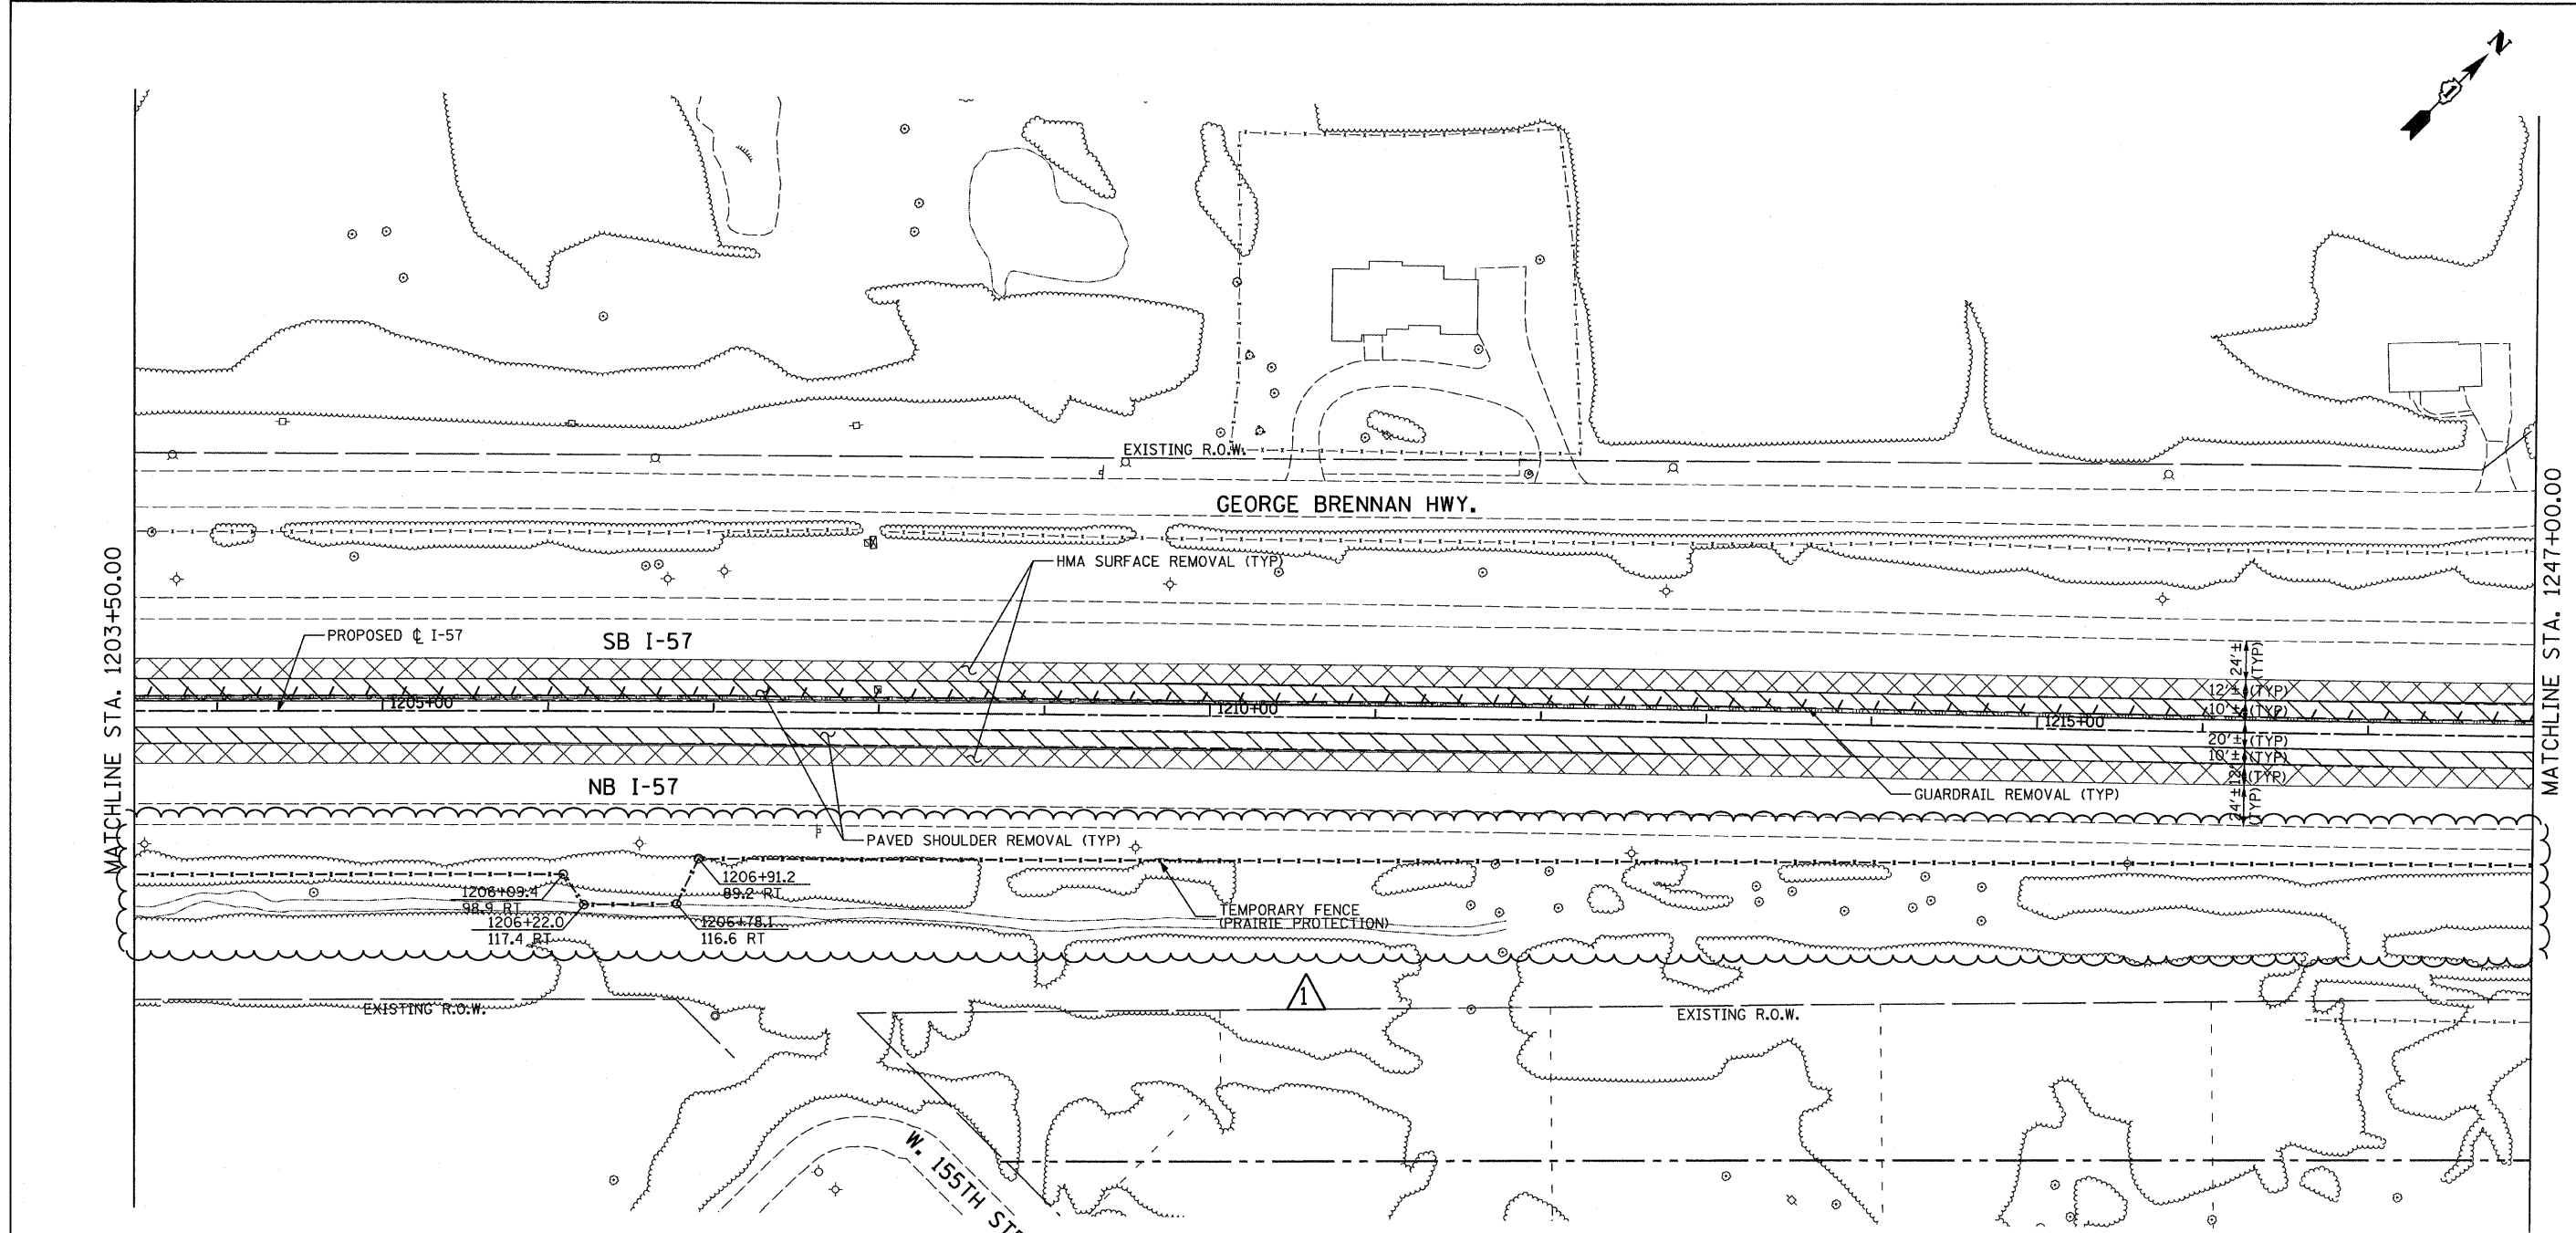 N
EXISTING R.O.W.
GEORGE BRENNAN HWY.
HMA SURFACE REMOVAL (TYP)
MATCHLINE STA. 1203+50.00
MATCHLINE STA. 1247+00.00
PROPOSED ℄ I-57
SB I-57
24'±
(TYP)
12'±(TYP)
10'±(TYP)
1205+00
1210+00
1215+00
20'±(TYP)
10'±(TYP)
12'±(TYP)
24'±
(TYP)
NB I-57
GUARDRAIL REMOVAL (TYP)
PAVED SHOULDER REMOVAL (TYP)
1206+09.4
98.9 RT
1206+91.2
89.2 RT
1206+22.0
117.4 RT
1206+78.1
116.6 RT
TEMPORARY FENCE
(PRAIRIE PROTECTION)
1
EXISTING R.O.W.
EXISTING R.O.W.
W. 155TH